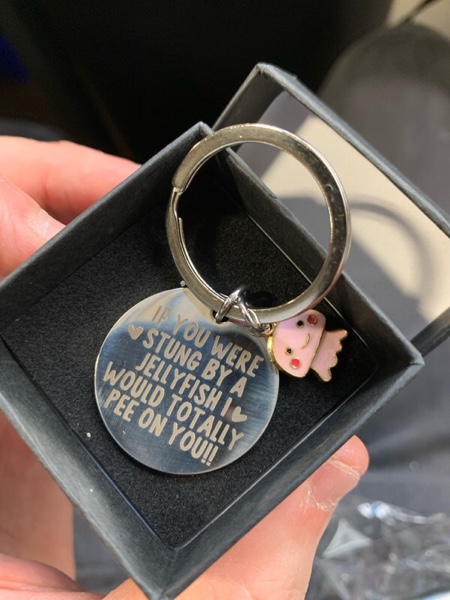 IF YOU WERE
STUNG BY A
JELLYFISH I
WOULD TOTALLY
PEE ON YOU!!